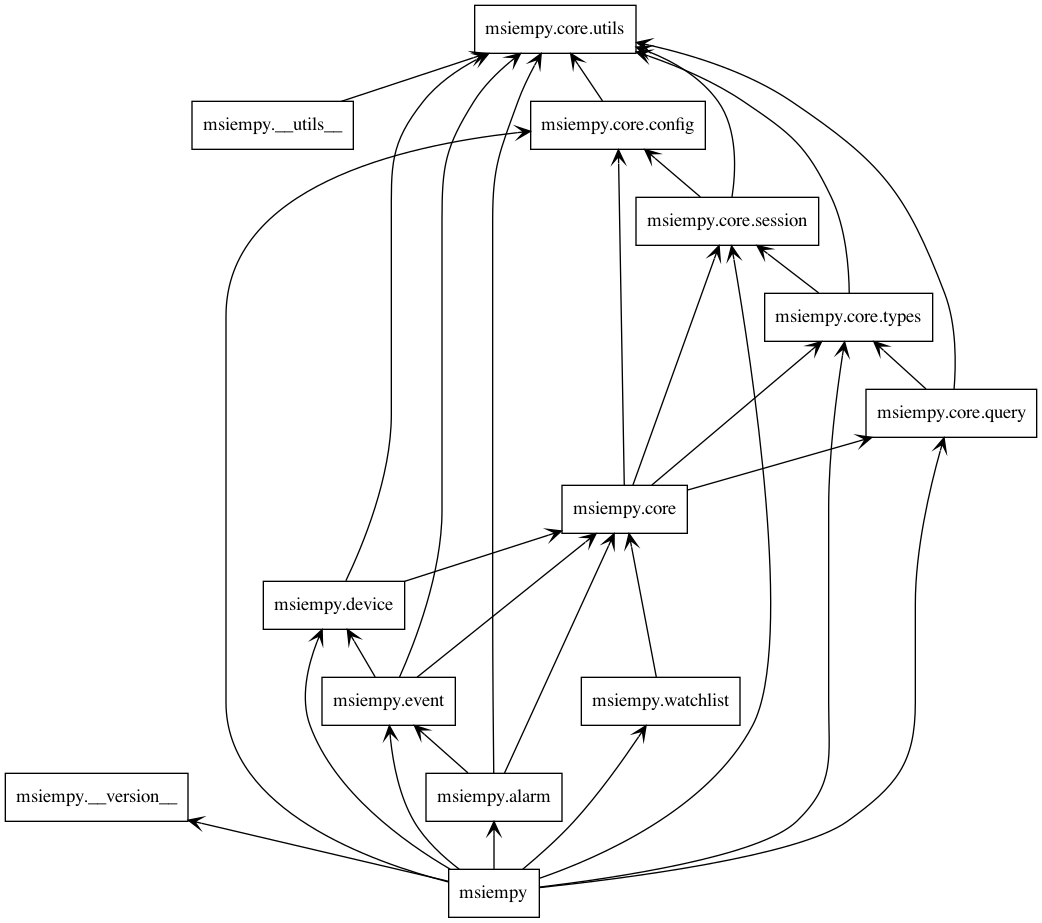 msiempy.core.utils
msiempy.__utils__
msiempy.core.config
msiempy.core.session
msiempy.core.types
msiempy.core.query
msiempy.core
msiempy.device
msiempy.event
msiempy.watchlist
msiempy.__version__
msiempy.alarm
msiempy